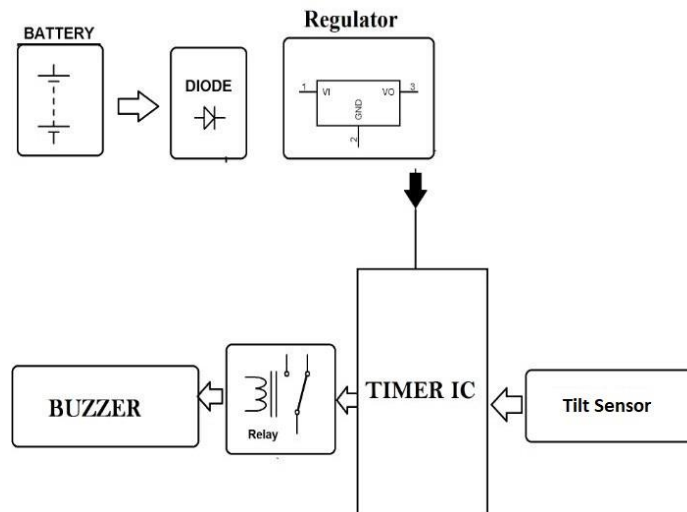 BATTERY
Regulator
DIODE
1
VI
VO
3
GND
2
BUZZER
Relay
TIMER IC
Tilt Sensor